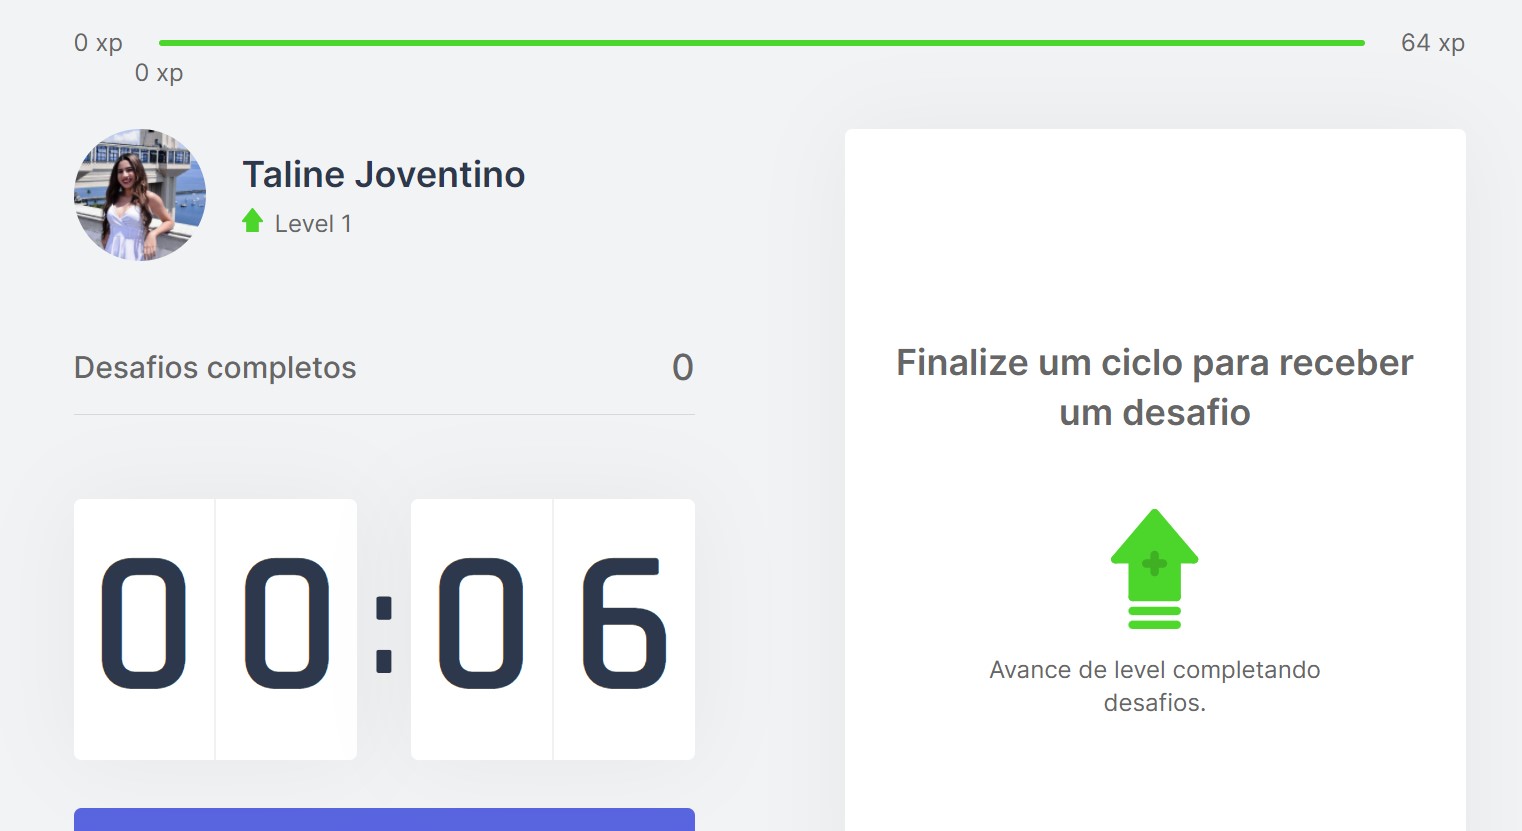 0 xp
64 xp
0 xp
Taline Joventino
Level 1
Desafios completos
0
00:06
Finalize um ciclo para receber
um desafio
Avance de level completando
desafios.